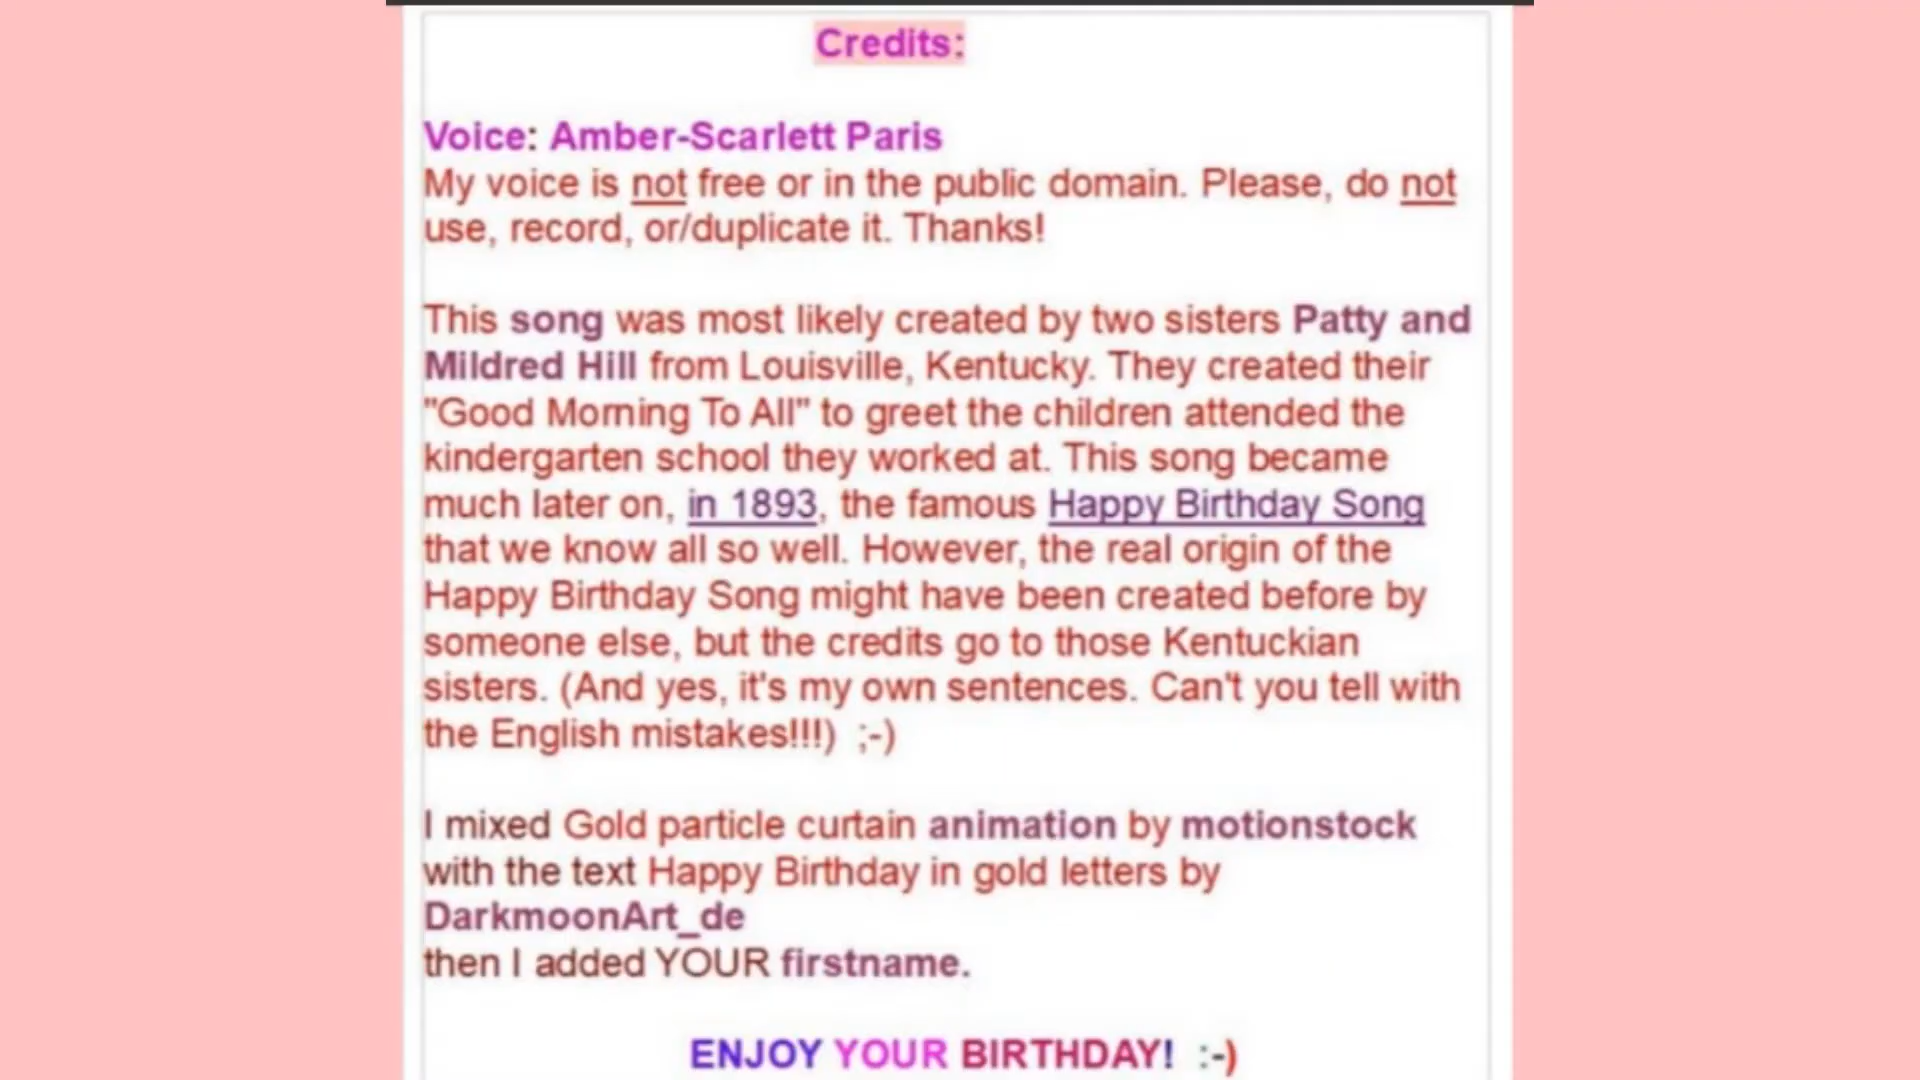 Credits:
Voice: Amber-Scarlett Paris
My voice is not free or in the public domain. Please, do not
use, record, or/duplicate it. Thanks!
This song was most likely created by two sisters Patty and
Mildred Hill from Louisville, Kentucky. They created their
"Good Morning To All" to greet the children attended the
kindergarten school they worked at. This song became
much later on, in 1893, the famous Happy Birthday Song
that we know all so well. However, the real origin of the
Happy Birthday Song might have been created before by
someone else, but the credits go to those Kentuckian
sisters. (And yes, it's my own sentences. Can't you tell with
the English mistakes!!!) ;-)
I mixed Gold particle curtain animation by motionstock
with the text Happy Birthday in gold letters by
DarkmoonArt_de
then I added YOUR firstname.
ENJOY YOUR BIRTHDAY! :-)